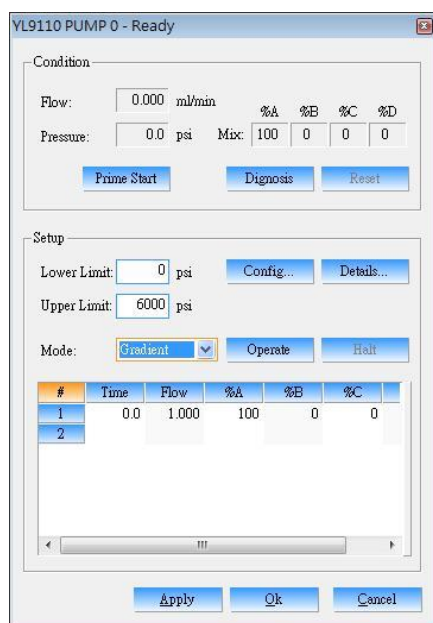 YL9110 PUMP 0 - Ready
Condition
%A %B %C %D
Flow: 0.000 ml/min
Pressure: 0.0 psi Mix: 100 0 0 0
Prime Start Dignosis Reset
Setup
Lower Limit: 0 psi Config... Details...
Upper Limit: 6000 psi
Mode: Gradient Operate Halt
# Time Flow %A %B %C
1 0.0 1.000 100 0 0
2
Apply Ok Cancel